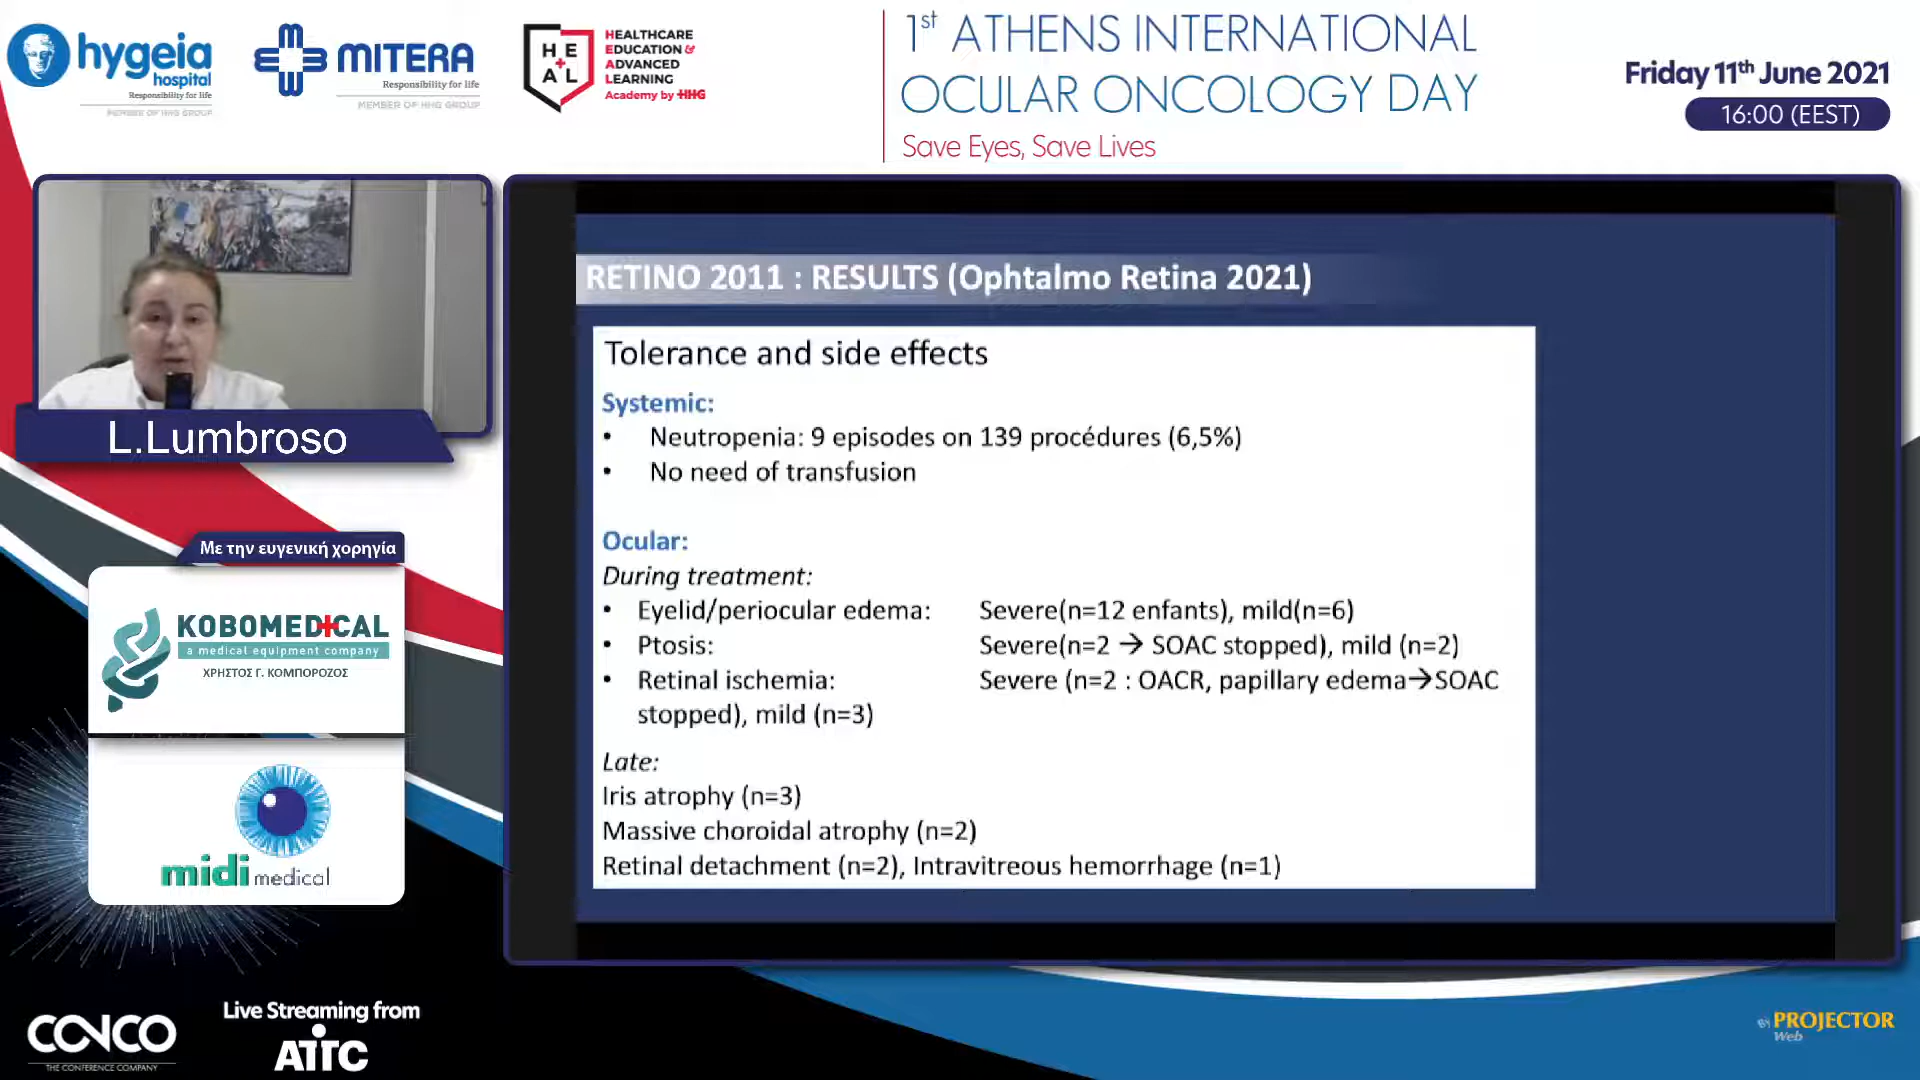 hygeia
hospital
Responsibility for life
MEMBER OF HHG GROUP
MITERA
Responsibility for life
MEMBER OF HHG GROUP
HE+AL
HEALTHCARE
EDUCATION &
ADVANCED
LEARNING
Academy by HHG
1st ATHENS INTERNATIONAL
OCULAR ONCOLOGY DAY
Save Eyes, Save Lives
Friday 11th June 2021
16:00 (EEST)
L.Lumbroso
Με την ευγενική χορηγία
KOBOMEDICAL
a medical equipment company
ΧΡΗΣΤΟΣ Γ. ΚΟΜΠΟΡΟΖΟΣ
midi medical
CONCO
THE CONFERENCE COMPANY
Live Streaming from
AITC
RETINO 2011 : RESULTS (Ophtalmo Retina 2021)
Tolerance and side effects
Systemic:
• Neutropenia: 9 episodes on 139 procédures (6,5%)
• No need of transfusion
Ocular:
During treatment:
• Eyelid/periocular edema: Severe(n=12 enfants), mild(n=6)
• Ptosis: Severe(n=2 → SOAC stopped), mild (n=2)
• Retinal ischemia: Severe (n=2 : OACR, papillary edema→SOAC
stopped), mild (n=3)
Late:
Iris atrophy (n=3)
Massive choroidal atrophy (n=2)
Retinal detachment (n=2), Intravitreous hemorrhage (n=1)
PROJECTOR
Web